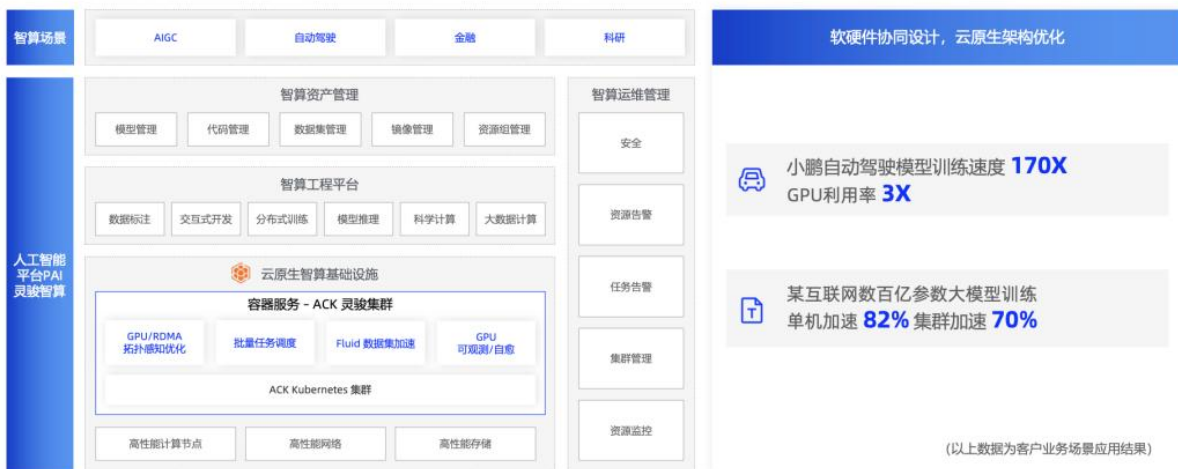 智算场景
AIGC
自动驾驶
金融
科研
人工智能
平台PAI
灵骏智算
智算资产管理
模型管理
代码管理
数据集管理
镜像管理
资源组管理
智算工程平台
数据标注
交互式开发
分布式训练
模型推理
科学计算
大数据计算
云原生智算基础设施
容器服务 – ACK 灵骏集群
GPU/RDMA
拓扑感知优化
批量任务调度
Fluid 数据集加速
GPU
可观测/自愈
ACK Kubernetes 集群
高性能计算节点
高性能网络
高性能存储
智算运维管理
安全
资源告警
任务告警
集群管理
资源监控
软硬件协同设计，云原生架构优化
小鹏自动驾驶模型训练速度 170X
GPU利用率 3X
某互联网数百亿参数大模型训练
单机加速 82% 集群加速 70%
(以上数据为客户业务场景应用结果)